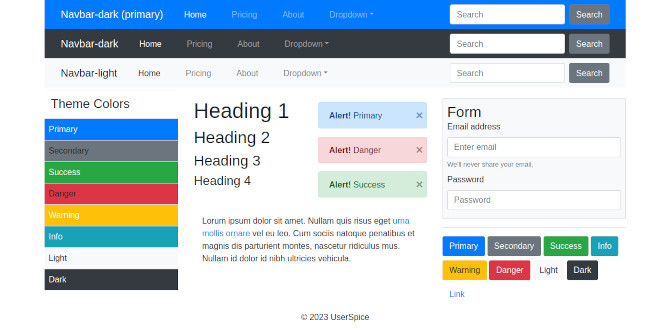 Navbar-dark (primary) Home Pricing About Dropdown Search Search
Navbar-dark Home Pricing About Dropdown Search Search
Navbar-light Home Pricing About Dropdown Search Search
Theme Colors
Primary
Secondary
Success
Danger
Warning
Info
Light
Dark
Heading 1
Heading 2
Heading 3
Heading 4
Alert! Primary ×
Alert! Danger ×
Alert! Success ×
Lorum ipsum dolor sit amet. Nullam quis risus eget urna
mollis ornare vel eu leo. Cum sociis natoque penatibus et
magnis dis parturient montes, nascetur ridiculus mus.
Nullam id dolor id nibh ultricies vehicula.
Form
Email address
Enter email
We'll never share your email.
Password
Password
Primary Secondary Success Info
Warning Danger Light Dark
Link
© 2023 UserSpice